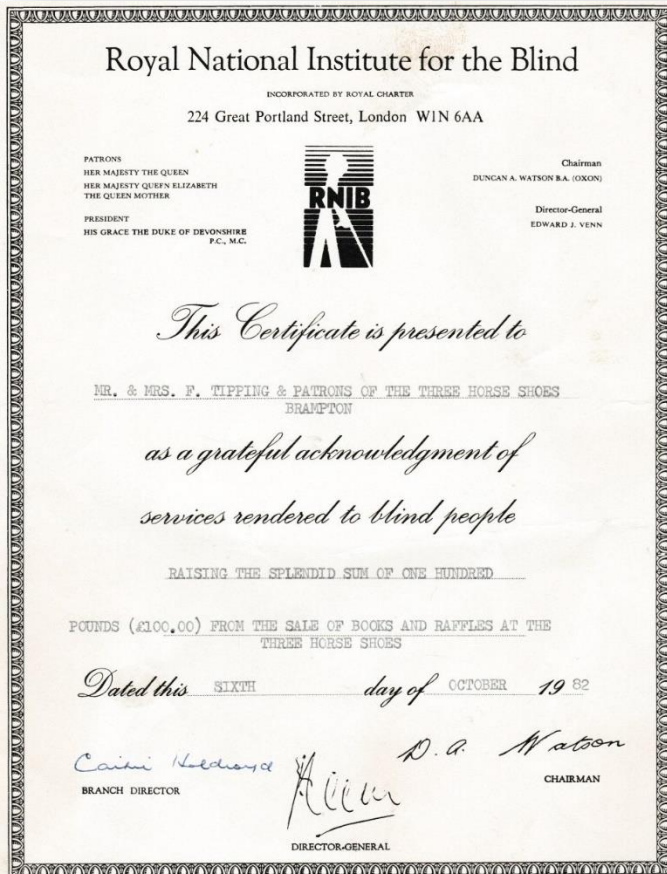 Royal National Institute for the Blind
INCORPORATED BY ROYAL CHARTER
224 Great Portland Street, London W1N 6AA
PATRONS
HER MAJESTY THE QUEEN
HER MAJESTY QUEEN ELIZABETH
THE QUEEN MOTHER
PRESIDENT
HIS GRACE THE DUKE OF DEVONSHIRE
P.C., M.C.
RNIB
Chairman
DUNCAN A. WATSON B.A. (OXON)
Director-General
EDWARD J. VENN
This Certificate is presented to
MR. & MRS. F. TIPPING & PATRONS OF THE THREE HORSE SHOES
BRAMPTON
as a grateful acknowledgment of
services rendered to blind people
RAISING THE SPLENDID SUM OF ONE HUNDRED
POUNDS (£100.00) FROM THE SALE OF BOOKS AND RAFFLES AT THE
THREE HORSE SHOES
Dated this SIXTH day of OCTOBER 1982
BRANCH DIRECTOR
D. A. Watson
CHAIRMAN
DIRECTOR-GENERAL